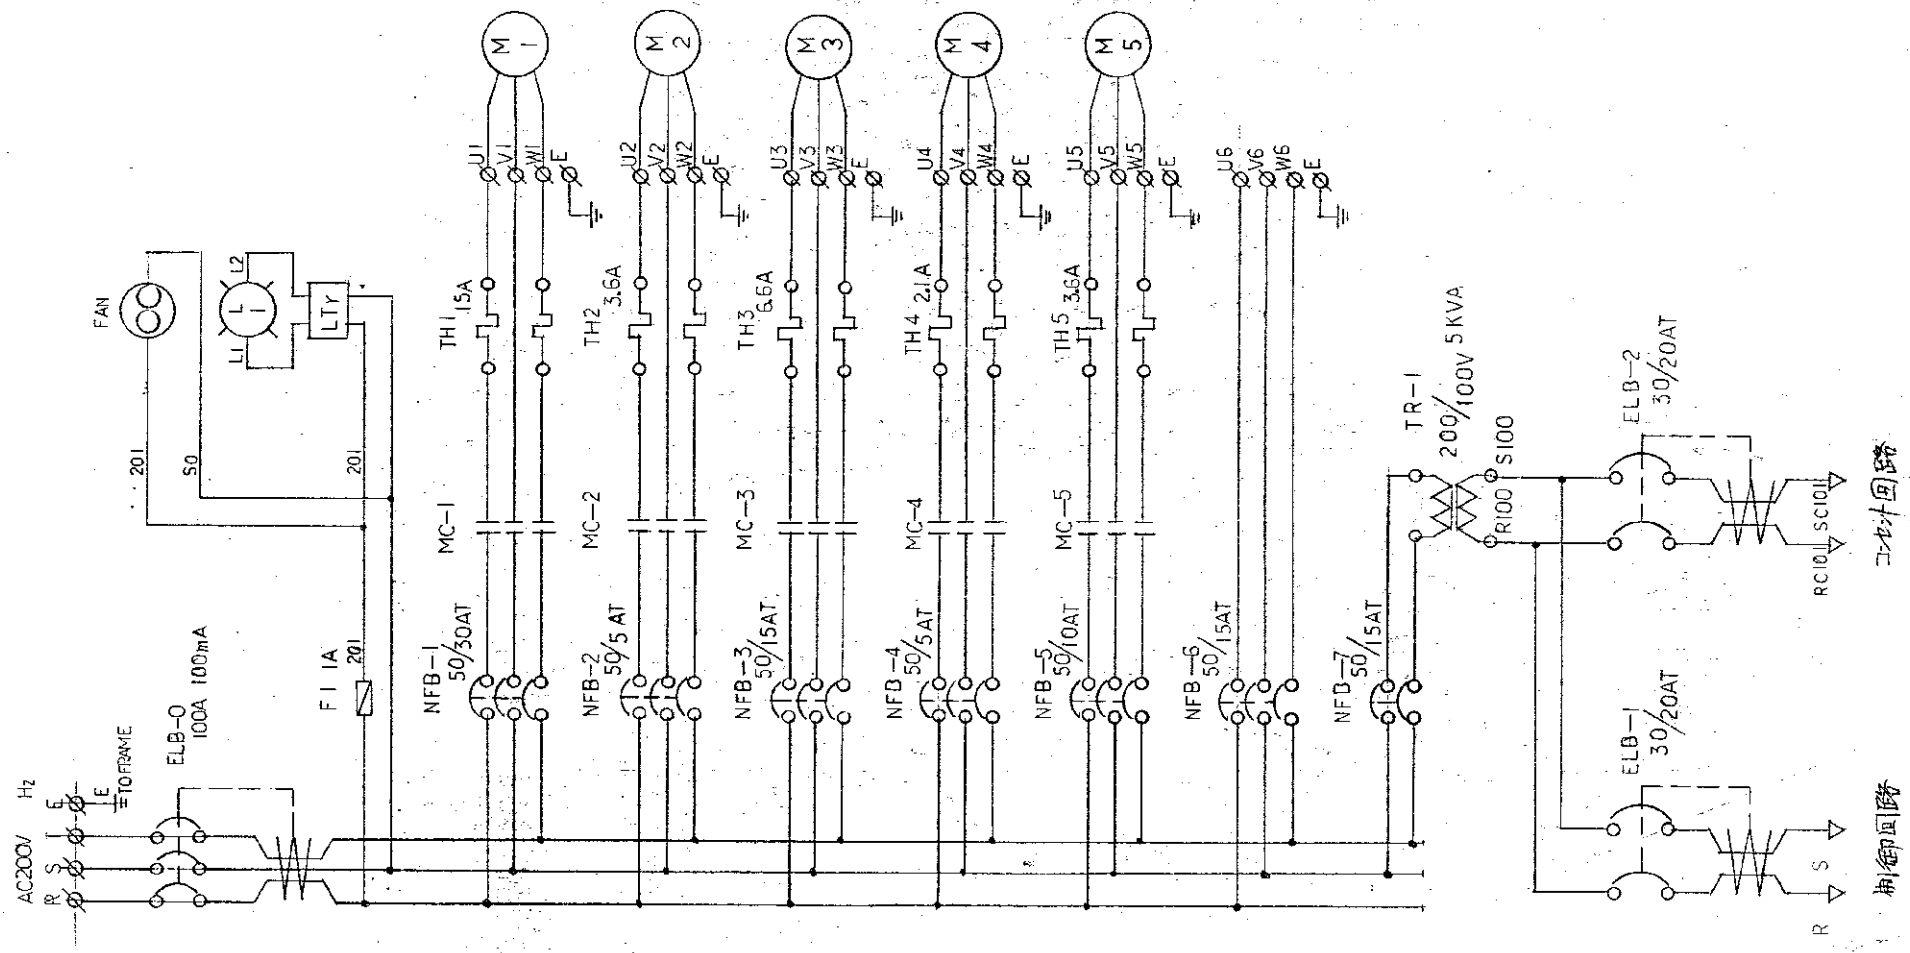 AC200V Hz
R
S
T
E
E
TO FRAME
ELB-0
100A 100mA
F1 1A
201
201
201
S0
FAN
L1
L2
L
1
LTY
NFB-1
50/30AT
MC-1
TH1
15A
U1
V1
W1
E
M
1
NFB-2
50/5AT
MC-2
TH2
3.6A
U2
V2
W2
E
M
2
NFB-3
50/15AT
MC-3
TH3
6.6A
U3
V3
W3
E
M
3
NFB-4
50/5AT
MC-4
TH4
2.1A
U4
V4
W4
E
M
4
NFB-5
50/10AT
MC-5
TH5
3.6A
U5
V5
W5
E
M
5
NFB-6
50/15AT
U6
V6
W6
E
NFB-7
50/15AT
TR-1
200/100V 5KVA
R100
S100
ELB-1
30/20AT
R
S
制御回路
ELB-2
30/20AT
RC101
SC101
コンセント回路